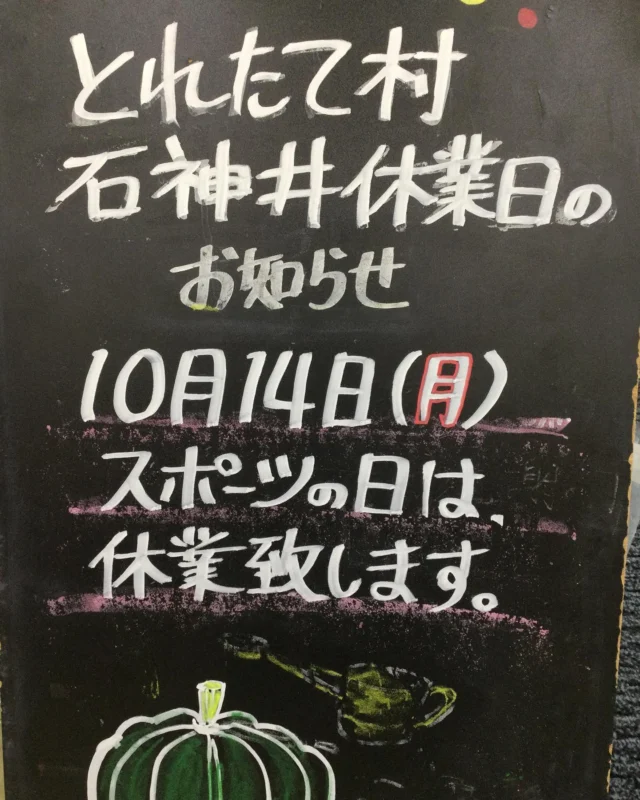 とれたて村
石神井休業日の
お知らせ
10月14日(月)
スポーツの日は、
休業致します。